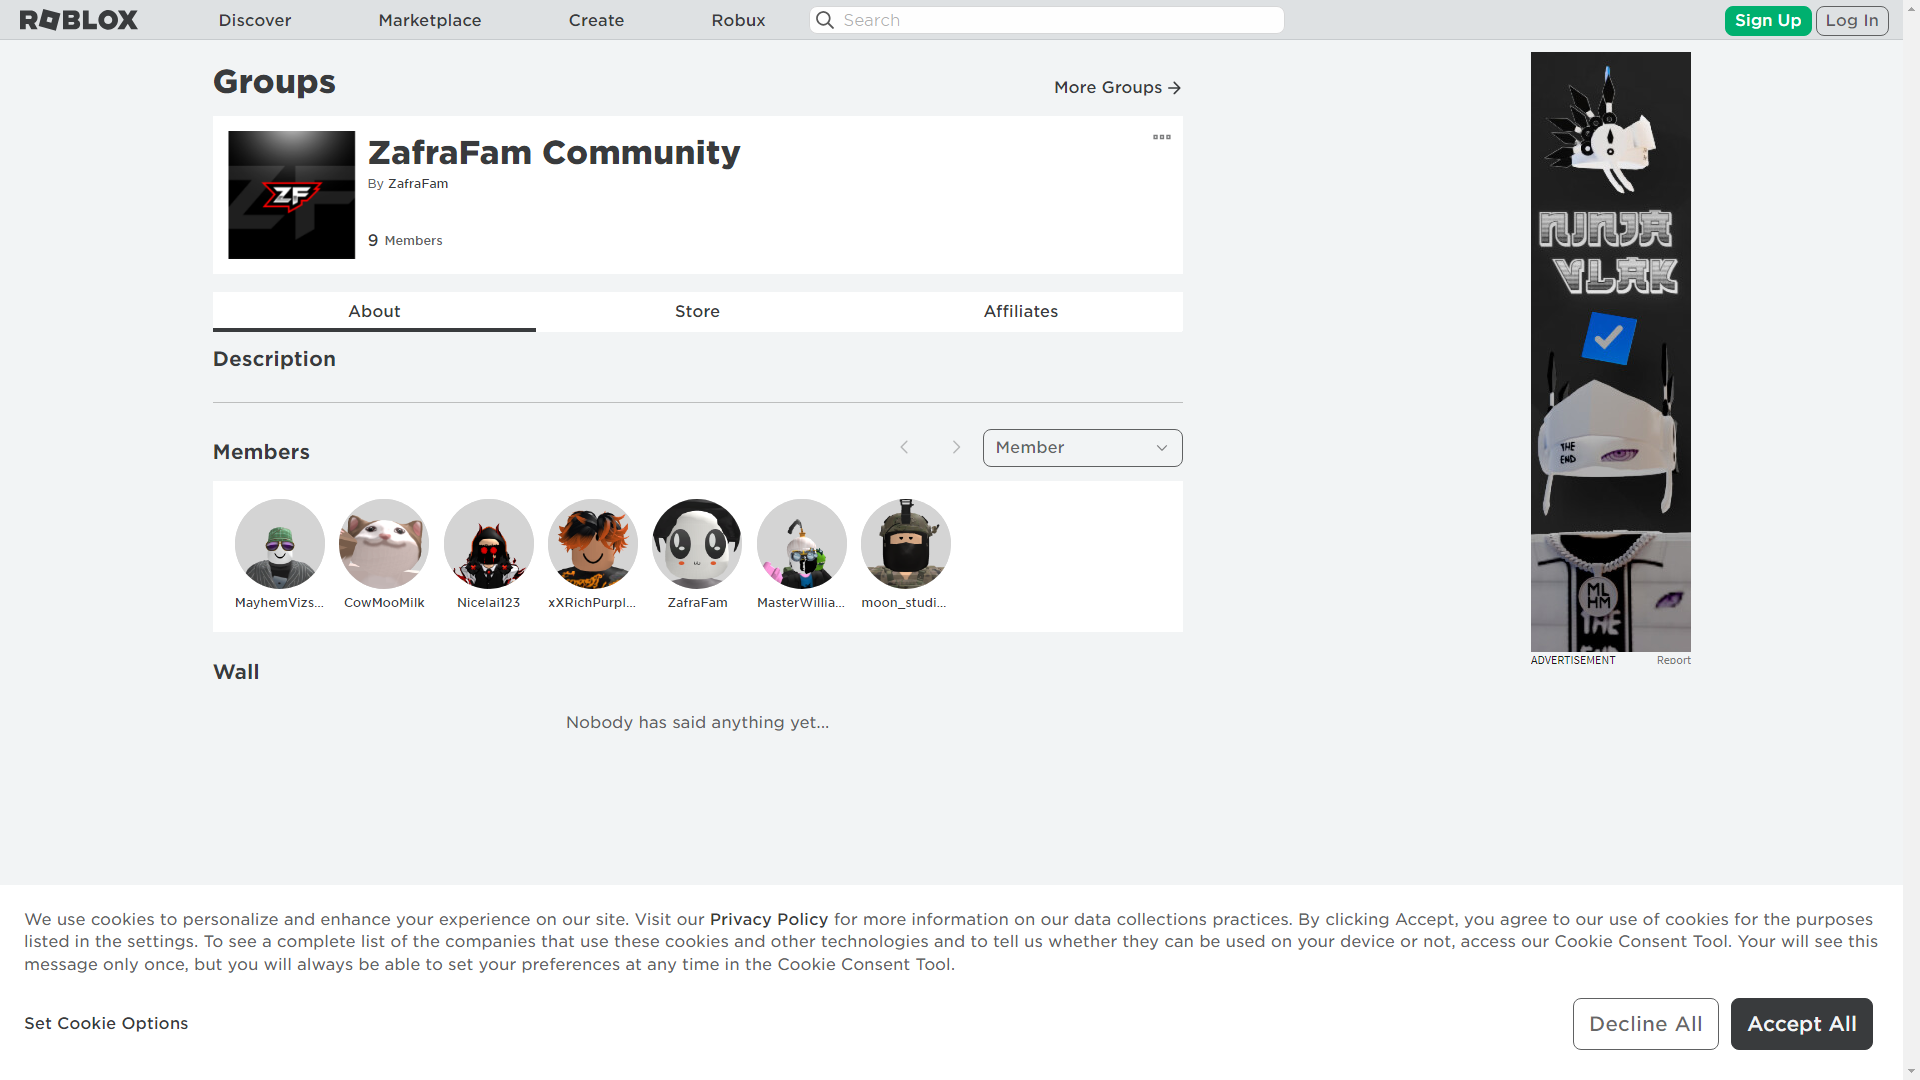 ROBLOX
Discover
Marketplace
Create
Robux
Search
Sign Up
Log In
Groups
More Groups
ZF
ZafraFam Community
By ZafraFam
9 Members
About
Store
Affiliates
Description
Members
Member
MayhemVizs...
CowMooMilk
Nicelai123
xXRichPurpl...
ZafraFam
MasterWillia...
moon_studi...
Wall
Nobody has said anything yet...
NINJA
VLAK
THE
END
ML
HM
THE
ADVERTISEMENT
Report
We use cookies to personalize and enhance your experience on our site. Visit our Privacy Policy for more information on our data collections practices. By clicking Accept, you agree to our use of cookies for the purposes
listed in the settings. To see a complete list of the companies that use these cookies and other technologies and to tell us whether they can be used on your device or not, access our Cookie Consent Tool. Your will see this
message only once, but you will always be able to set your preferences at any time in the Cookie Consent Tool.
Set Cookie Options
Decline All
Accept All